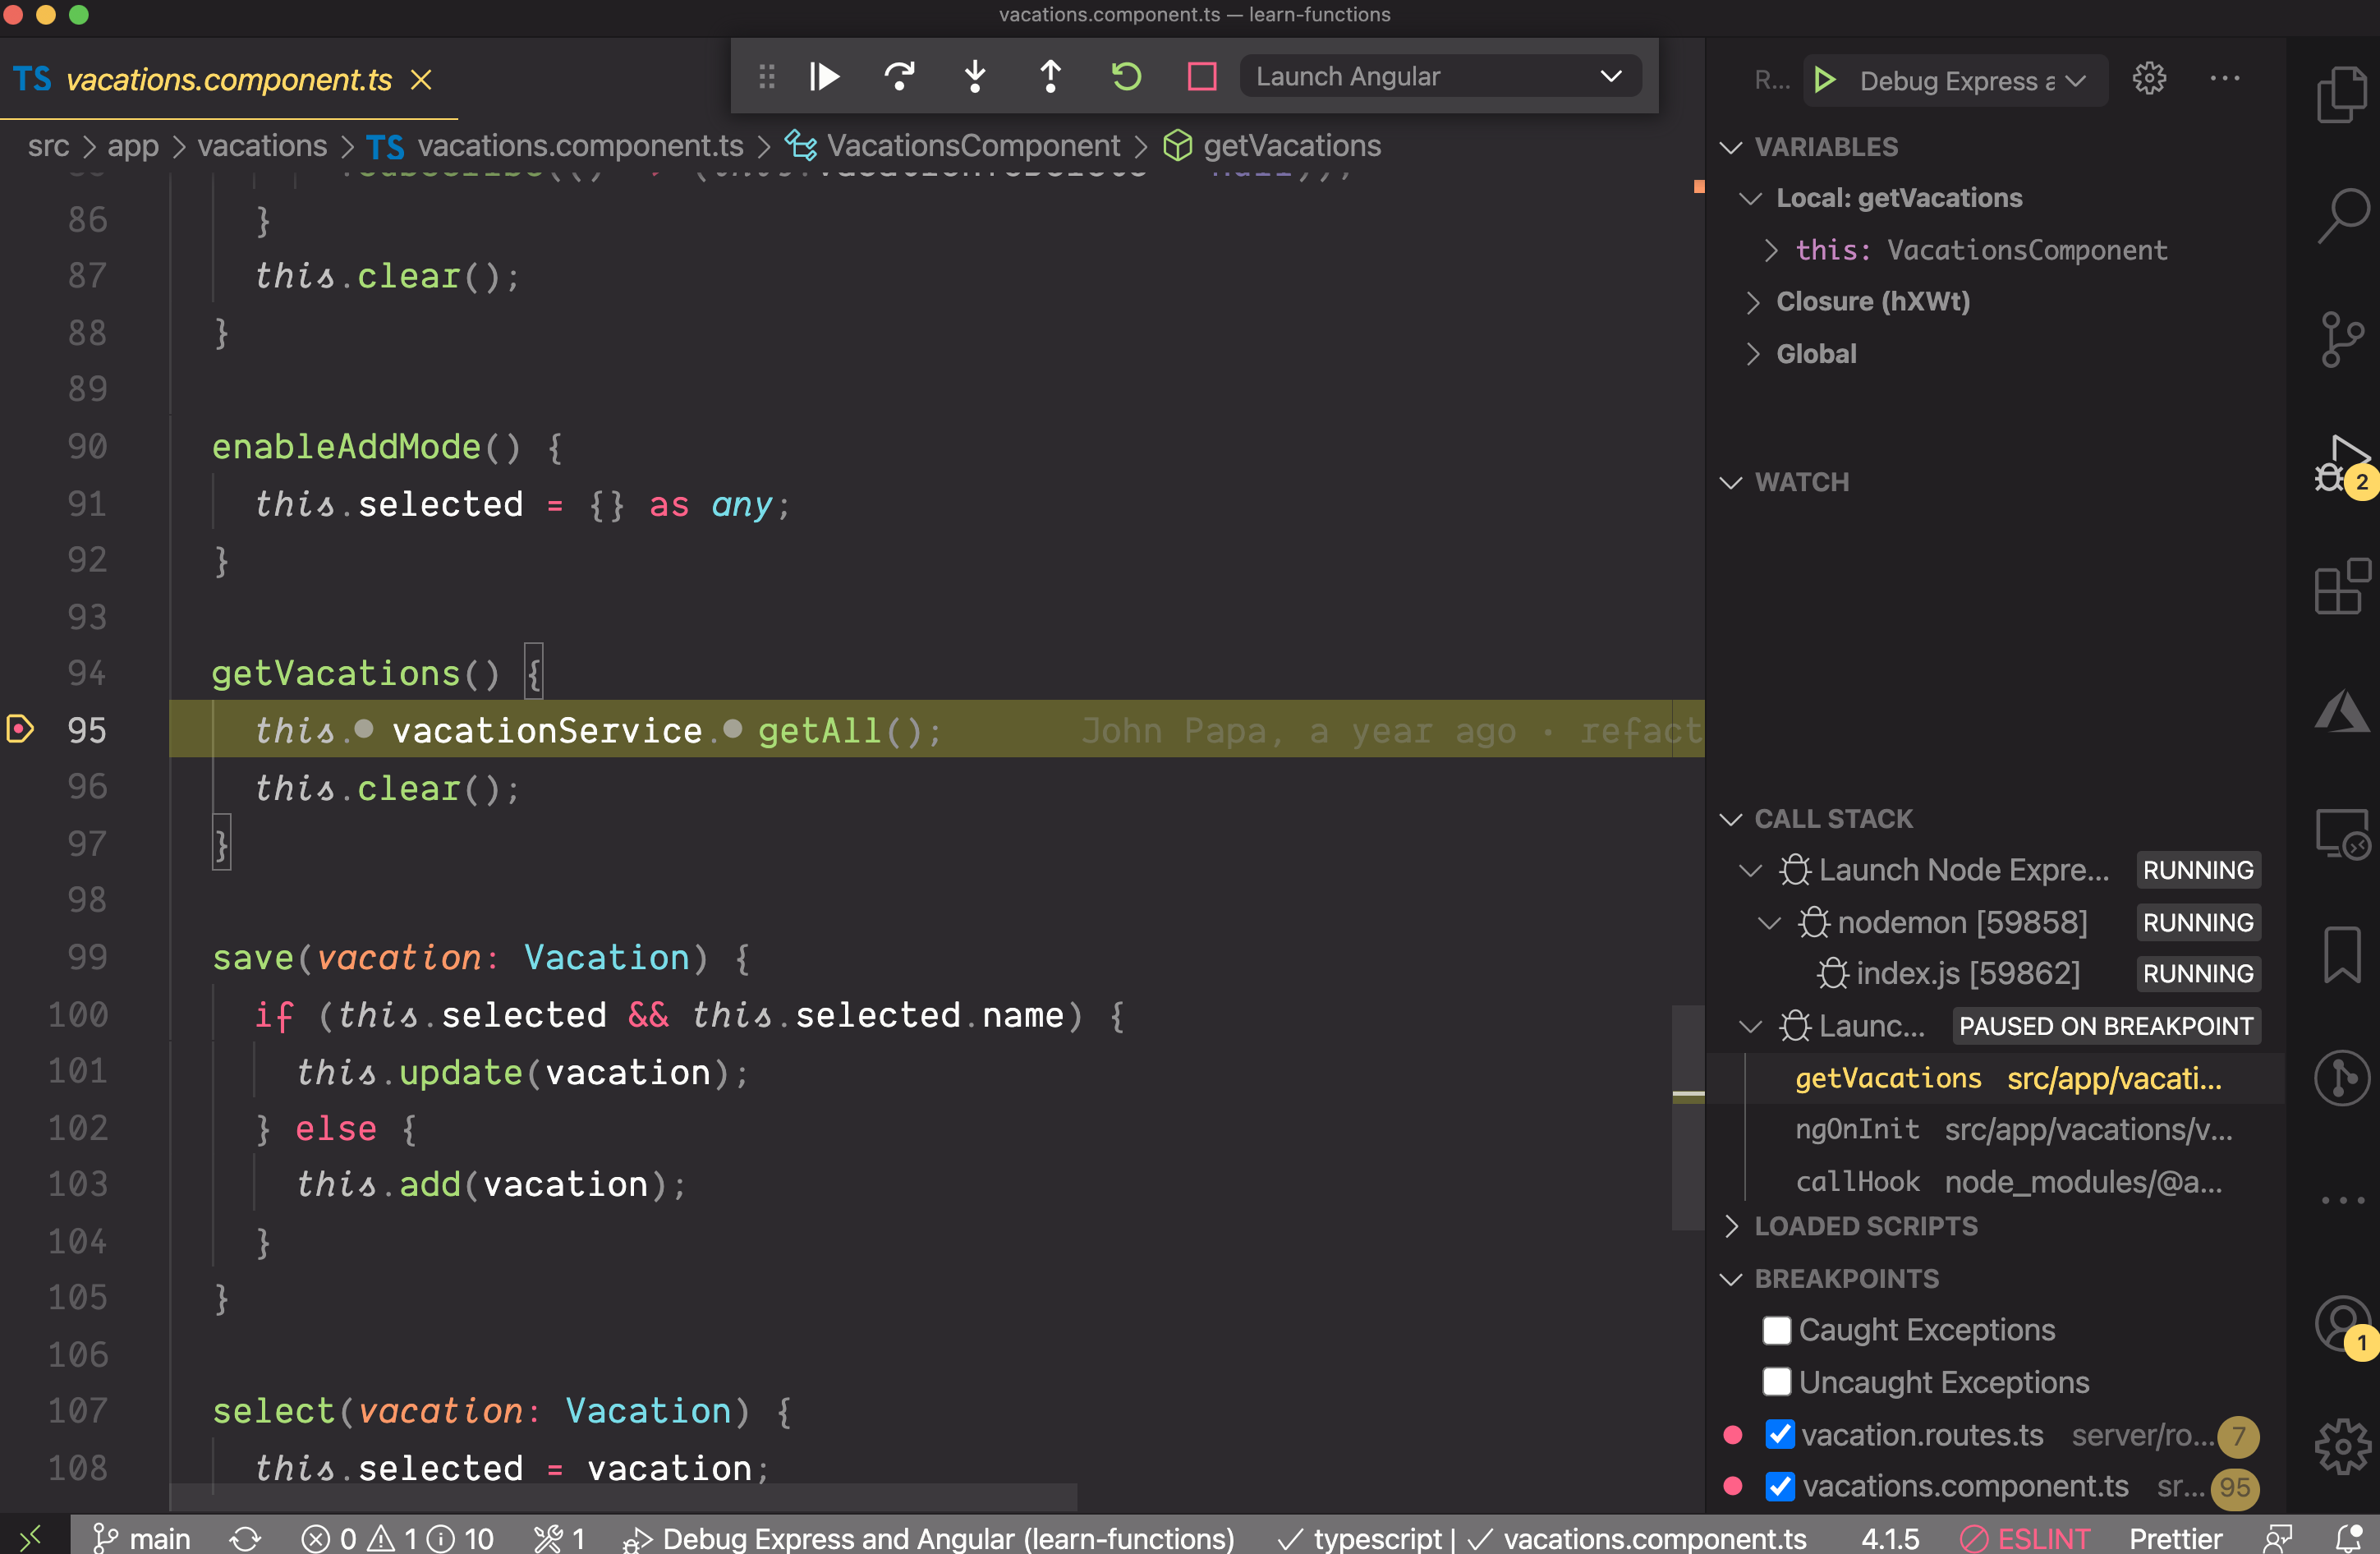 vacations.component.ts — learn-functions
TS vacations.component.ts
Launch Angular
R... Debug Express a
src > app > vacations > TS vacations.component.ts > VacationsComponent > getVacations
86 }
87 this.clear();
88 }
89
90 enableAddMode() {
91 this.selected = {} as any;
92 }
93
94 getVacations() {
95 this. vacationService. getAll(); John Papa, a year ago • refact
96 this.clear();
97 }
98
99 save(vacation: Vacation) {
100 if (this.selected && this.selected.name) {
101 this.update(vacation);
102 } else {
103 this.add(vacation);
104 }
105 }
106
107 select(vacation: Vacation) {
108 this.selected = vacation;
VARIABLES
Local: getVacations
this: VacationsComponent
Closure (hXWt)
Global
WATCH
CALL STACK
Launch Node Expre... RUNNING
nodemon [59858] RUNNING
index.js [59862] RUNNING
Launc... PAUSED ON BREAKPOINT
getVacations src/app/vacati...
ngOnInit src/app/vacations/v...
callHook node_modules/@a...
LOADED SCRIPTS
BREAKPOINTS
Caught Exceptions
Uncaught Exceptions
vacation.routes.ts server/ro... 7
vacations.component.ts sr... 95
2
1
main 0 1 10 1 Debug Express and Angular (learn-functions) typescript | vacations.component.ts 4.1.5 ESLINT Prettier